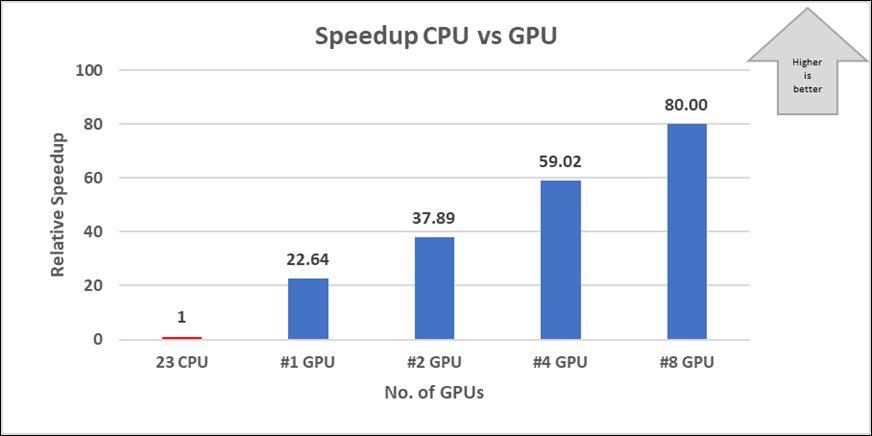 Speedup CPU vs GPU
Higher
is
better
100
80
60
40
20
0
Relative Speedup
1
22.64
37.89
59.02
80.00
23 CPU
#1 GPU
#2 GPU
#4 GPU
#8 GPU
No. of GPUs